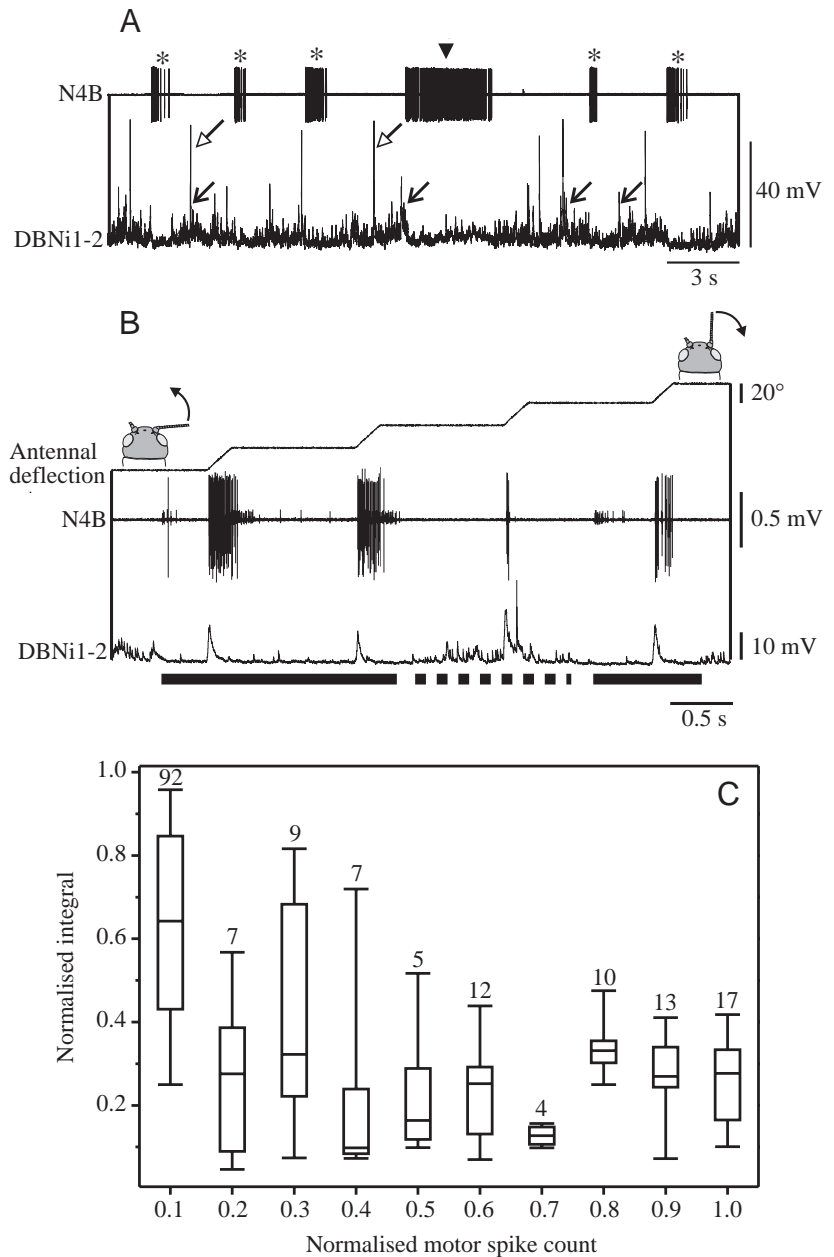 A
* * * * *
N4B
40 mV
DBNi1-2
3 s
B
20°
Antennal
deflection
N4B
0.5 mV
DBNi1-2
10 mV
0.5 s
C
1.0
0.8
0.6
0.4
0.2
Normalised integral
92
7
9
7
5
12
4
10
13
17
0.1 0.2 0.3 0.4 0.5 0.6 0.7 0.8 0.9 1.0
Normalised motor spike count